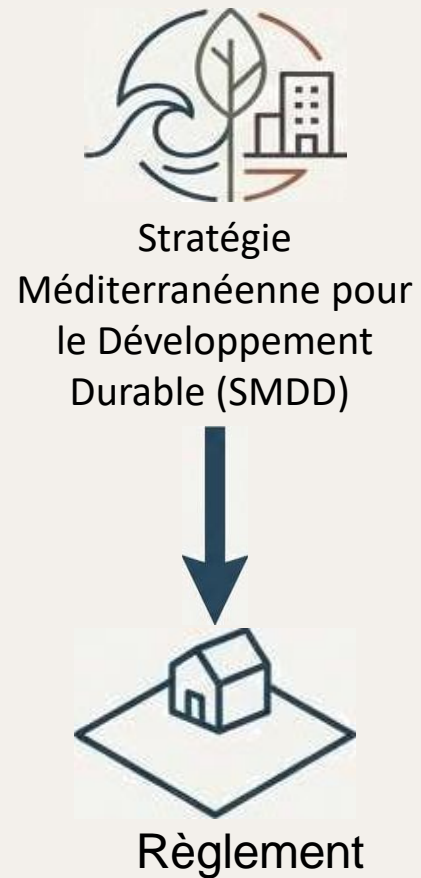 Stratégie
Méditerranéenne pour
le Développement
Durable (SMDD)
Règlement